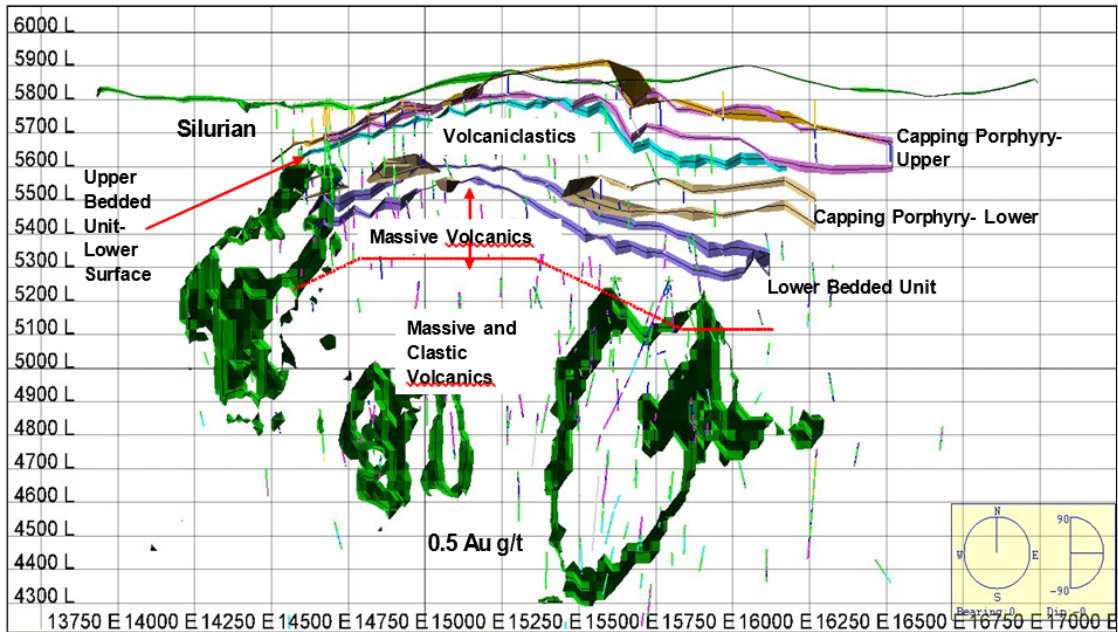 6000 L
5900 L
5800 L
Silurian
5700 L
Volcaniclastics
Capping Porphyry-
Upper
5600 L
Upper
Bedded
Unit-
Lower
Surface
5500 L
Capping Porphyry- Lower
5400 L
Massive Volcanics
5300 L
Lower Bedded Unit
5200 L
5100 L
Massive and
Clastic
Volcanics
5000 L
4900 L
4800 L
4700 L
4600 L
4500 L
0.5 Au g/t
4400 L
4300 L
N
W
E
S
90
-90
Bearing:0
Dip:-0
13750 E 14000 E 14250 E 14500 E 14750 E 15000 E 15250 E 15500 E 15750 E 16000 E 16250 E 16500 E 16750 E 17000 E